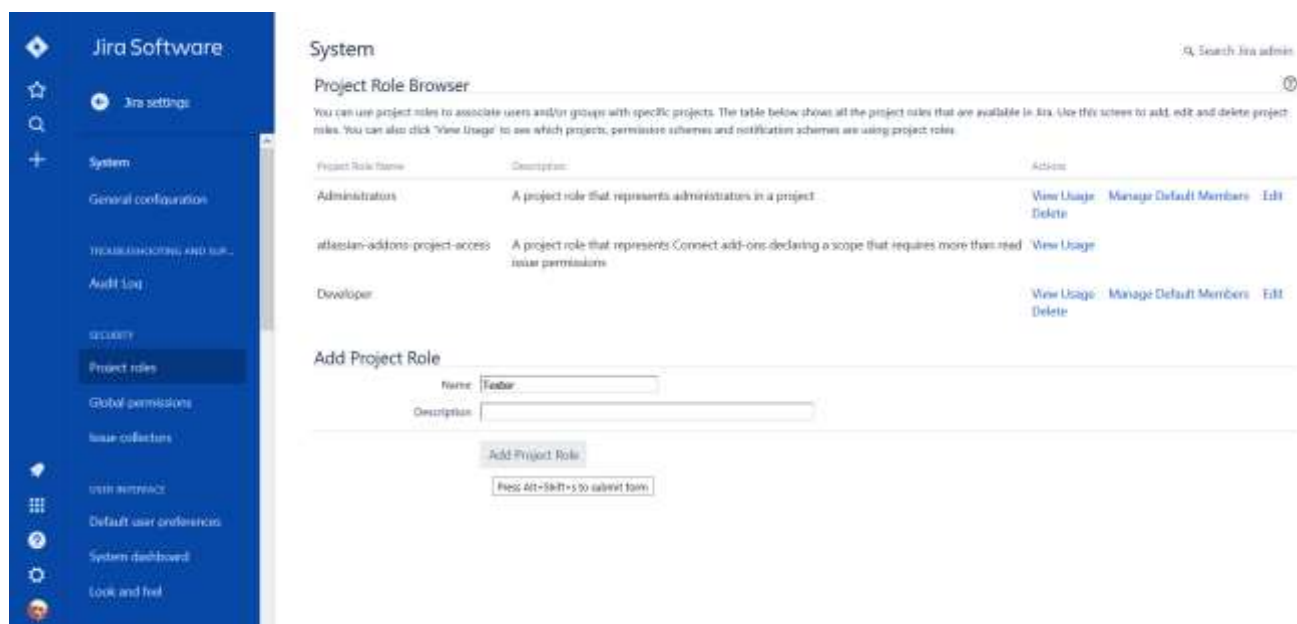 Jira Software
Jira settings
System
General configuration
TROUBLESHOOTING AND SUP...
Audit Log
SECURITY
Project roles
Global permissions
Issue collectors
USER INTERFACE
Default user preferences
System dashboard
Look and feel
System
Search Jira admin
Project Role Browser
You can use project roles to associate users and/or groups with specific projects. The table below shows all the project roles that are available in Jira. Use this screen to add, edit and delete project
roles. You can also click 'View Usage' to see which projects, permission schemes and notification schemes are using project roles.
Project Role Name Description Actions
Administrators A project role that represents administrators in a project View Usage Manage Default Members Edit
Delete
atlassian-addons-project-access A project role that represents Connect add-ons declaring a scope that requires more than read View Usage
issue permissions
Developer View Usage Manage Default Members Edit
Delete
Add Project Role
Name Tester
Description
Add Project Role
Press Alt+Shift+s to submit form